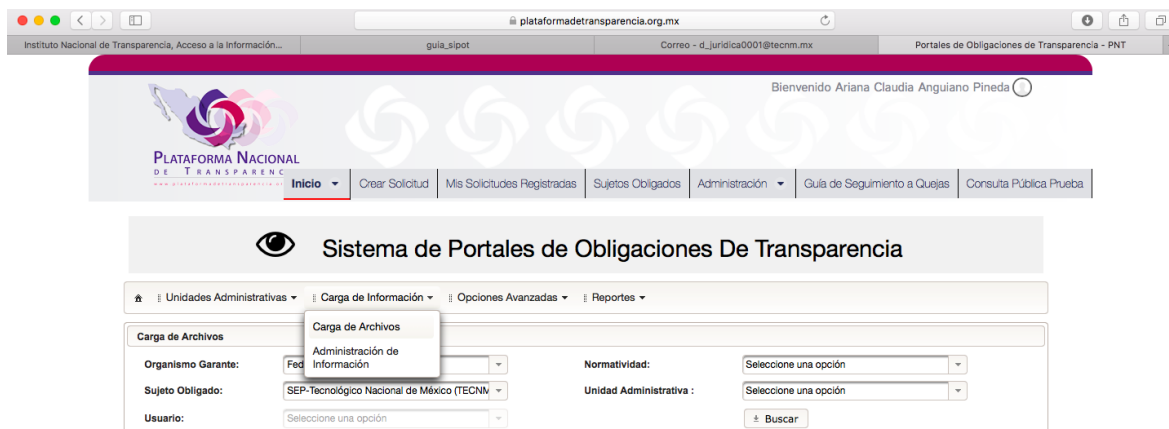 plataformadetransparencia.org.mx
Instituto Nacional de Transparencia, Acceso a la Información... guia_sipot Correo - d_juridica0001@tecnm.mx Portales de Obligaciones de Transparencia - PNT
Bienvenido Ariana Claudia Anguiano Pineda
PLATAFORMA NACIONAL
DE TRANSPARENC
Inicio Crear Solicitud Mis Solicitudes Registradas Sujetos Obligados Administración Guía de Seguimiento a Quejas Consulta Pública Prueba
Sistema de Portales de Obligaciones De Transparencia
Unidades Administrativas Carga de Información Opciones Avanzadas Reportes
Carga de Archivos
Administración de
Información
Carga de Archivos
Organismo Garante: Fed Normatividad: Seleccione una opción
Sujeto Obligado: SEP-Tecnológico Nacional de México (TECNM Unidad Administrativa : Seleccione una opción
Usuario: Seleccione una opción Buscar